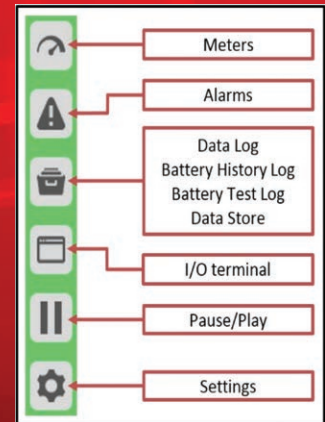 Meters
Alarms
Data Log
Battery History Log
Battery Test Log
Data Store
I/O terminal
Pause/Play
Settings